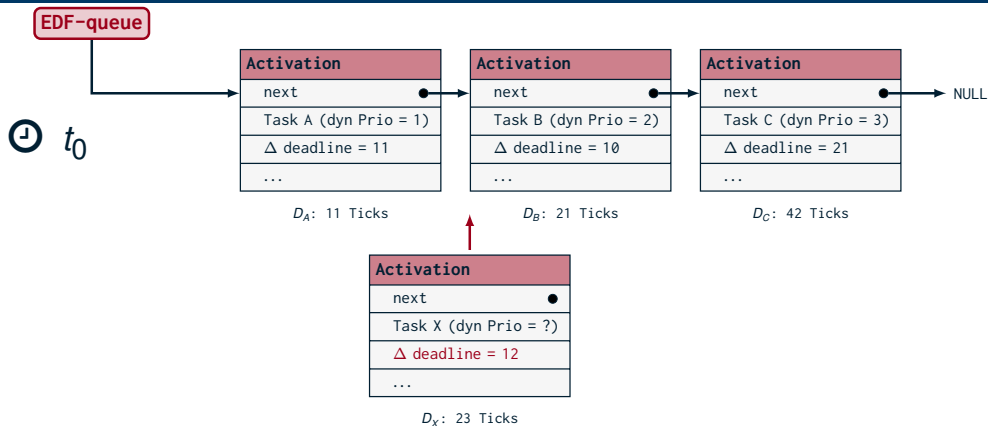 EDF-queue
Activation
next
Task A (dyn Prio = 1)
Δ deadline = 11
...
D_A: 11 Ticks
Activation
next
Task B (dyn Prio = 2)
Δ deadline = 10
...
D_B: 21 Ticks
Activation
next
Task C (dyn Prio = 3)
Δ deadline = 21
...
D_C: 42 Ticks
NULL
t_0
Activation
next
Task X (dyn Prio = ?)
Δ deadline = 12
...
D_X: 23 Ticks